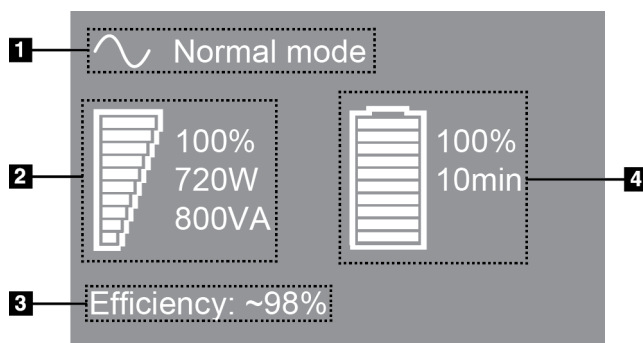 1 Normal mode
2 100% 720W 800VA
100% 10min 4
3 Efficiency: ~98%